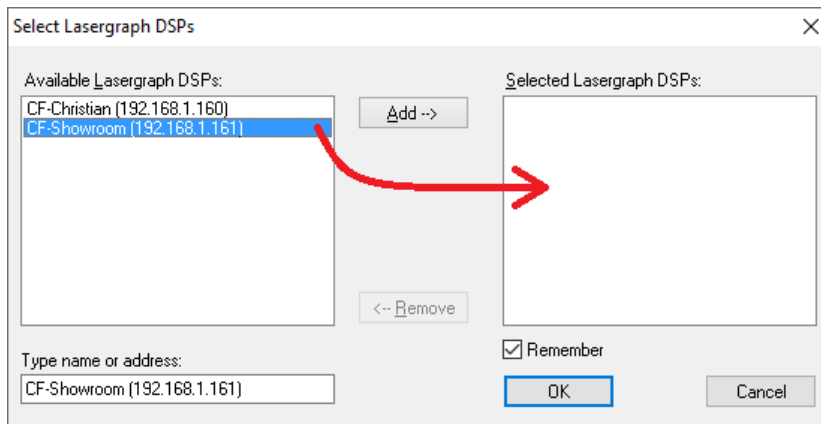 Select Lasergraph DSPs
Available Lasergraph DSPs:
CF-Christian (192.168.1.160)
CF-Showroom (192.168.1.161)
Add -->
<-- Remove
Type name or address:
CF-Showroom (192.168.1.161)
Selected Lasergraph DSPs:
Remember
OK
Cancel